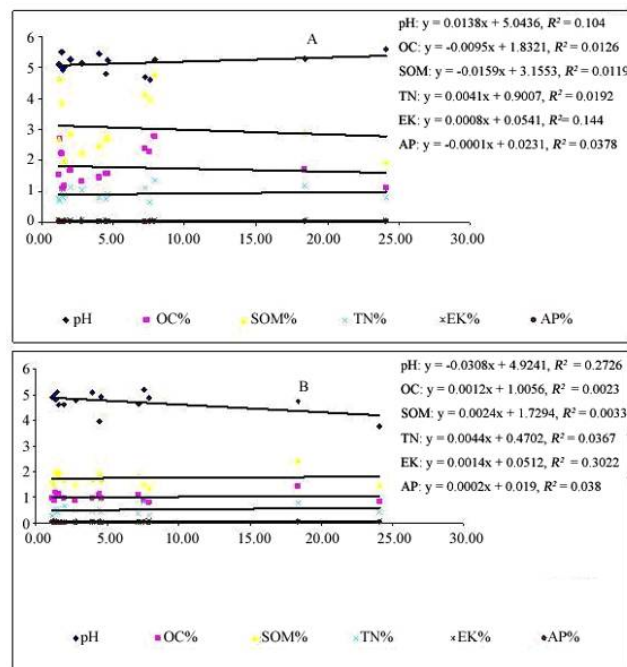 A
pH: y = 0.0138x + 5.0436, R² = 0.104
OC: y = -0.0095x + 1.8321, R² = 0.0126
SOM: y = -0.0159x + 3.1553, R² = 0.0119
TN: y = 0.0041x + 0.9007, R² = 0.0192
EK: y = 0.0008x + 0.0541, R²= 0.144
AP: y = -0.0001x + 0.0231, R² = 0.0378
6
5
4
3
2
1
0
0.00 5.00 10.00 15.00 20.00 25.00 30.00
pH OC% SOM% TN% EK% AP%
B
pH: y = -0.0308x + 4.9241, R² = 0.2726
OC: y = 0.0012x + 1.0056, R² = 0.0023
SOM: y = 0.0024x + 1.7294, R² = 0.0033
TN: y = 0.0044x + 0.4702, R² = 0.0367
EK: y = 0.0014x + 0.0512, R² = 0.3022
AP: y = 0.0002x + 0.019, R² = 0.038
6
5
4
3
2
1
0
0.00 5.00 10.00 15.00 20.00 25.00 30.00
pH OC% SOM% TN% EK% AP%